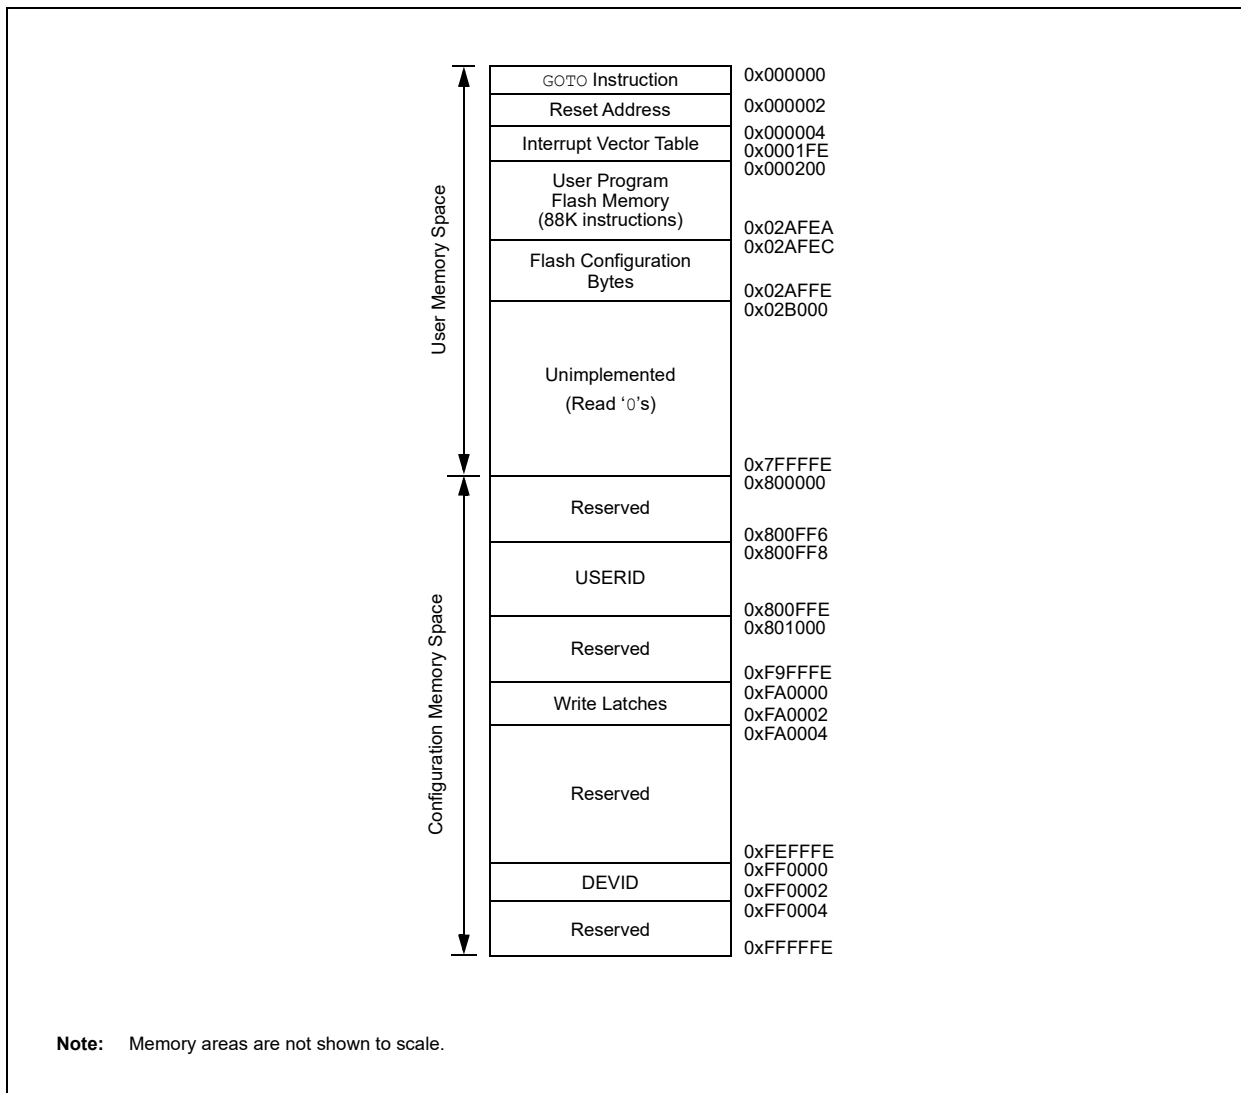 GOTO Instruction
0x000000
Reset Address
0x000002
0x000004
Interrupt Vector Table
0x0001FE
0x000200
User Program
Flash Memory
(88K instructions)
0x02AFEA
0x02AFEC
Flash Configuration
Bytes
0x02AFFE
0x02B000
User Memory Space
Unimplemented
(Read ‘0’s)
0x7FFFFE
0x800000
Reserved
0x800FF6
0x800FF8
USERID
0x800FFE
0x801000
Reserved
0xF9FFFE
0xFA0000
Write Latches
0xFA0002
0xFA0004
Configuration Memory Space
Reserved
0xFEFFFE
0xFF0000
DEVID
0xFF0002
0xFF0004
Reserved
0xFFFFFE
Note: Memory areas are not shown to scale.